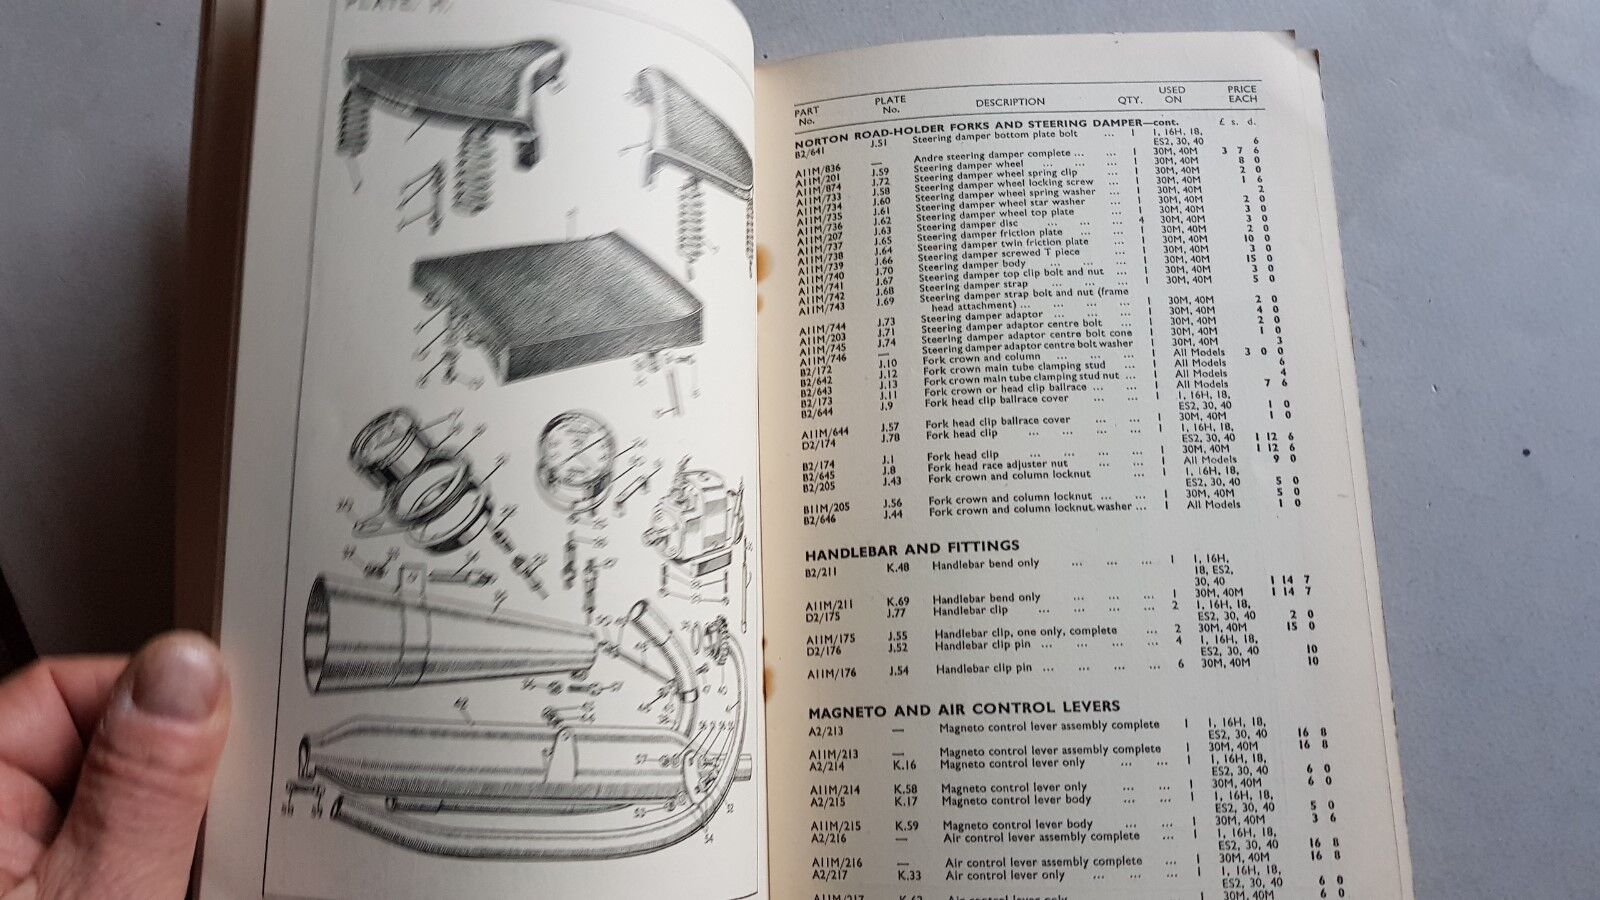 PLATE
PART No. PLATE No. DESCRIPTION QTY. USED ON PRICE EACH
NORTON ROAD-HOLDER FORKS AND STEERING DAMPER—cont. £ s. d.
B2/641 J.51 Steering damper bottom plate bolt ... 1 1, 16H, 18,
ES2, 30, 40 6
A11M/836 — Andre steering damper complete ... ... 1 30M, 40M 3 7 6
A11M/201 J.59 Steering damper wheel ... ... ... 1 30M, 40M 8 0
A11M/874 J.72 Steering damper wheel spring clip ... 1 30M, 40M 2 0
A11M/733 J.58 Steering damper wheel locking screw ... 1 30M, 40M 1 6
A11M/734 J.60 Steering damper wheel spring washer ... 1 30M, 40M 2
A11M/735 J.61 Steering damper wheel star washer ... 1 30M, 40M 2 0
A11M/736 J.62 Steering damper wheel top plate ... 1 30M, 40M 3 0
A11M/207 J.63 Steering damper disc ... ... ... 4 30M, 40M 3 0
A11M/737 J.65 Steering damper friction plate ... ... 1 30M, 40M 2 0
A11M/738 J.64 Steering damper twin friction plate ... 1 30M, 40M 10 0
A11M/739 J.66 Steering damper screwed T piece ... 1 30M, 40M 3 0
A11M/740 J.70 Steering damper body ... ... ... 1 30M, 40M 15 0
A11M/741 J.67 Steering damper top clip bolt and nut ... 1 30M, 40M 3 0
A11M/742 J.68 Steering damper strap ... ... ... 1 30M, 40M 5 0
A11M/743 J.69 Steering damper strap bolt and nut (frame
head attachment) ... ... ... ... 1 30M, 40M 2 0
A11M/744 J.73 Steering damper adaptor ... ... ... 1 30M, 40M 4 0
A11M/203 J.71 Steering damper adaptor centre bolt ... 1 30M, 40M 2 0
A11M/745 J.74 Steering damper adaptor centre bolt cone 1 30M, 40M 1 0
A11M/746 — Steering damper adaptor centre bolt washer 1 30M, 40M 3
B2/172 J.10 Fork crown and column ... ... ... 1 All Models 3 0 0
B2/642 J.12 Fork crown main tube clamping stud ... 1 All Models 6
B2/643 J.13 Fork crown main tube clamping stud nut ... 1 All Models 4
B2/173 J.11 Fork crown or head clip ballrace ... ... 1 All Models 7 6
B2/644 J.9 Fork head clip ballrace cover ... ... 1 1, 16H, 18,
ES2, 30, 40 1 0
A11M/644 J.57 Fork head clip ballrace cover ... ... 1 30M, 40M 1 0
D2/174 J.78 Fork head clip ... ... ... ... 1 1, 16H, 18,
ES2, 30, 40 1 12 6
B2/174 J.1 Fork head clip ... ... ... ... 1 30M, 40M 1 12 6
B2/645 J.8 Fork head race adjuster nut ... ... 1 All Models 9 0
B2/205 J.43 Fork crown and column locknut ... 1 1, 16H, 18,
ES2, 30, 40 5 0
B11M/205 J.56 Fork crown and column locknut ... ... 1 30M, 40M 5 0
B2/646 J.44 Fork crown and column locknut washer ... 1 All Models 1 0
HANDLEBAR AND FITTINGS
B2/211 K.48 Handlebar bend only ... ... ... 1 1, 16H,
18, ES2,
30, 40 1 14 7
A11M/211 K.69 Handlebar bend only ... ... ... 1 30M, 40M 1 14 7
D2/175 J.77 Handlebar clip ... ... ... ... 2 1, 16H, 18,
ES2, 30, 40 2 0
A11M/175 J.55 Handlebar clip, one only, complete ... 2 30M, 40M 15 0
D2/176 J.52 Handlebar clip pin ... ... ... ... 4 1, 16H, 18,
ES2, 30, 40 10
A11M/176 J.54 Handlebar clip pin ... ... ... ... 6 30M, 40M 10
MAGNETO AND AIR CONTROL LEVERS
A2/213 — Magneto control lever assembly complete 1 1, 16H, 18,
ES2, 30, 40 16 8
A11M/213 — Magneto control lever assembly complete 1 30M, 40M 16 8
A2/214 K.16 Magneto control lever only ... ... 1 1, 16H, 18,
ES2, 30, 40 6 0
A11M/214 K.58 Magneto control lever only ... ... 1 30M, 40M 6 0
A2/215 K.17 Magneto control lever body ... ... 1 1, 16H, 18,
ES2, 30, 40 5 0
A11M/215 K.59 Magneto control lever body ... ... 1 30M, 40M 3 6
A2/216 — Air control lever assembly complete ... 1 1, 16H, 18,
ES2, 30, 40 16 8
A11M/216 — Air control lever assembly complete ... 1 30M, 40M 16 8
A2/217 K.33 Air control lever only ... ... ... 1 1, 16H, 18,
ES2, 30, 40 6 0
A11M/217 K.62 Air control lever only 1 30M, 40M 6 0